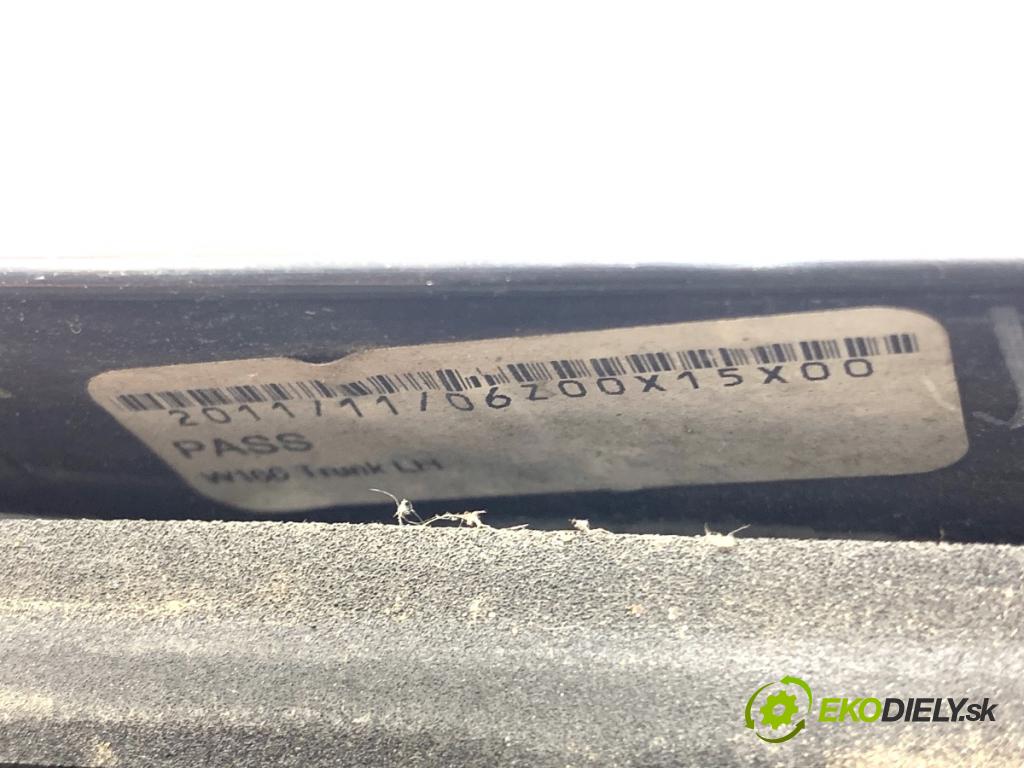 2011/11/06Z00X15X00
PASS
W166 Trunk LH
EKODIELY.sk